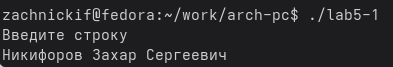 zachnickif@fedora:~/work/arch-pc$ ./lab5-1
Введите строку
Никифоров Захар Сергеевич